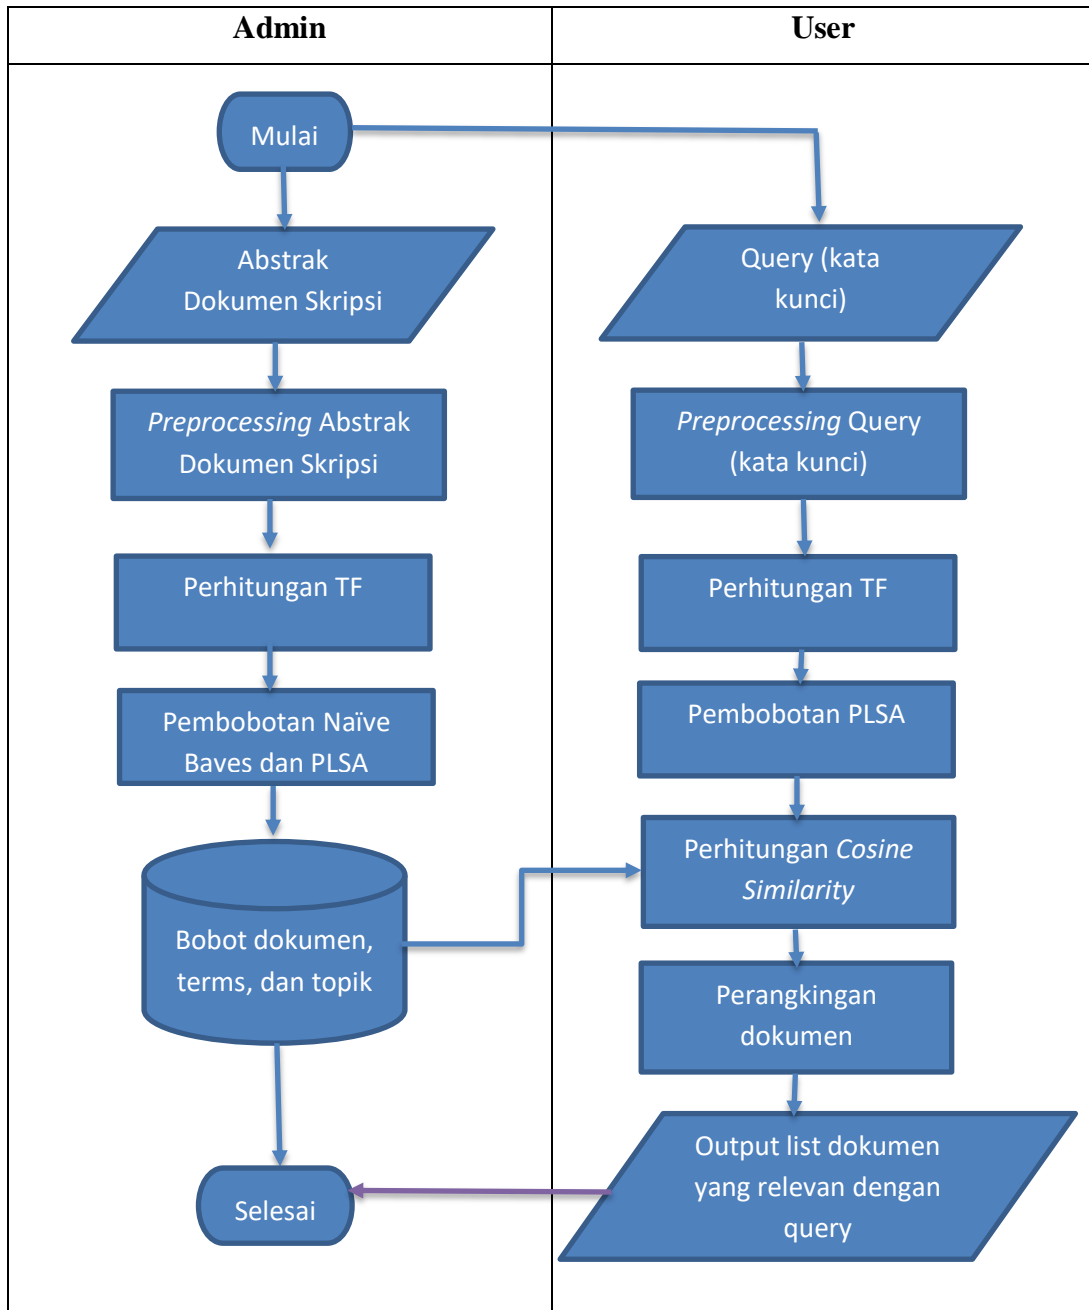 Admin
User
Mulai
Abstrak
Dokumen Skripsi
Preprocessing Abstrak
Dokumen Skripsi
Perhitungan TF
Pembobotan Naïve
Bayes dan PLSA
Bobot dokumen,
terms, dan topik
Selesai
Query (kata
kunci)
Preprocessing Query
(kata kunci)
Perhitungan TF
Pembobotan PLSA
Perhitungan Cosine
Similarity
Perangkingan
dokumen
Output list dokumen
yang relevan dengan
query